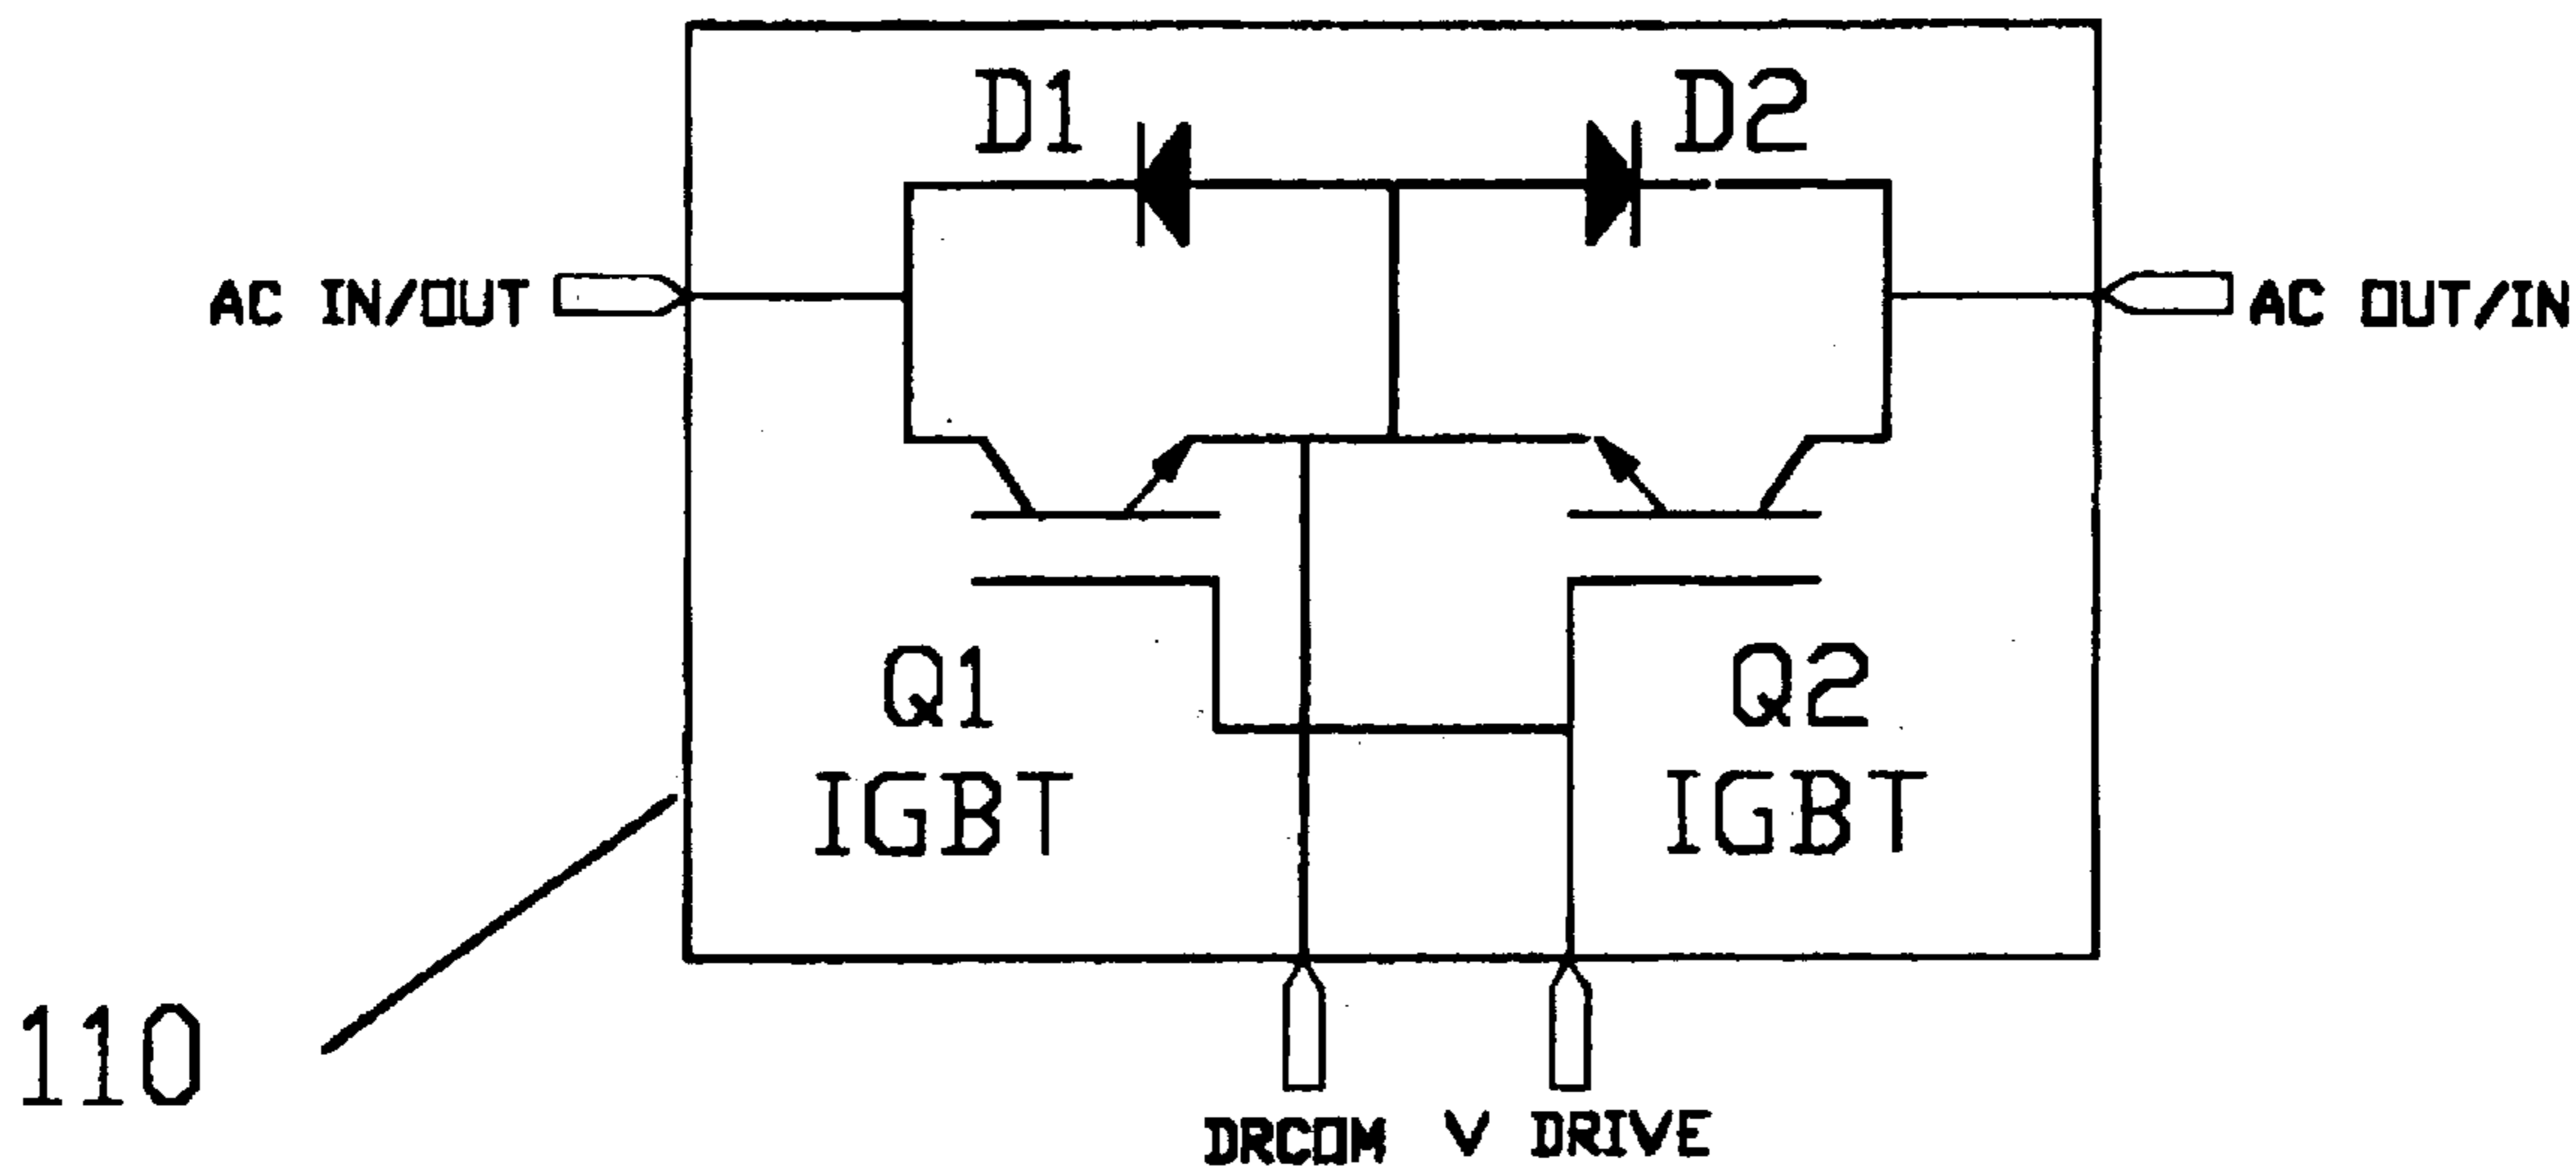 D1 D2
AC IN/OUT AC OUT/IN
Q1 Q2
IGBT IGBT
110
DRCOM V DRIVE